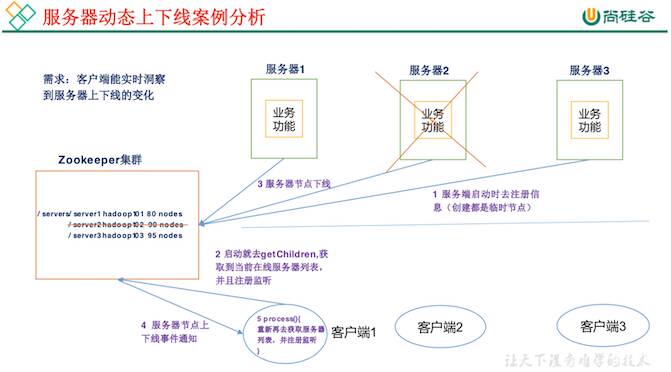 服务器动态上下线案例分析
尚硅谷
需求：客户端能实时洞察
到服务器上下线的变化
服务器1
服务器2
服务器3
业务
功能
业务
功能
业务
功能
Zookeeper集群
/ servers/ server1 hadoop101 80 nodes
/ server2 hadoop102 90 nodes
/ server3 hadoop103 95 nodes
3 服务器节点下线
1 服务端启动时去注册信
息（创建都是临时节点）
2 启动就去getChildren,获
取到当前在线服务器列表，
并且注册监听
4 服务器节点上
下线事件通知
5 process(){
重新再去获取服务器
列表，并注册监听
}
客户端1
客户端2
客户端3
让天下没有难学的技术